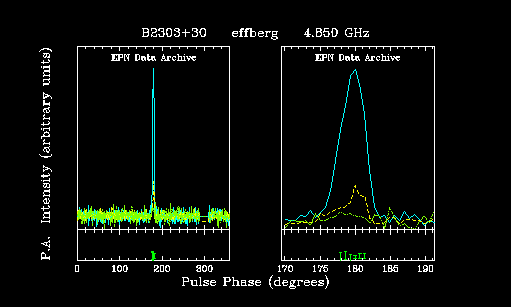 B2303+30 effberg 4.850 GHz
EPN Data Archive EPN Data Archive
P.A. Intensity (arbitrary units)
0 100 200 300 170 175 180 185 190
Pulse Phase (degrees)